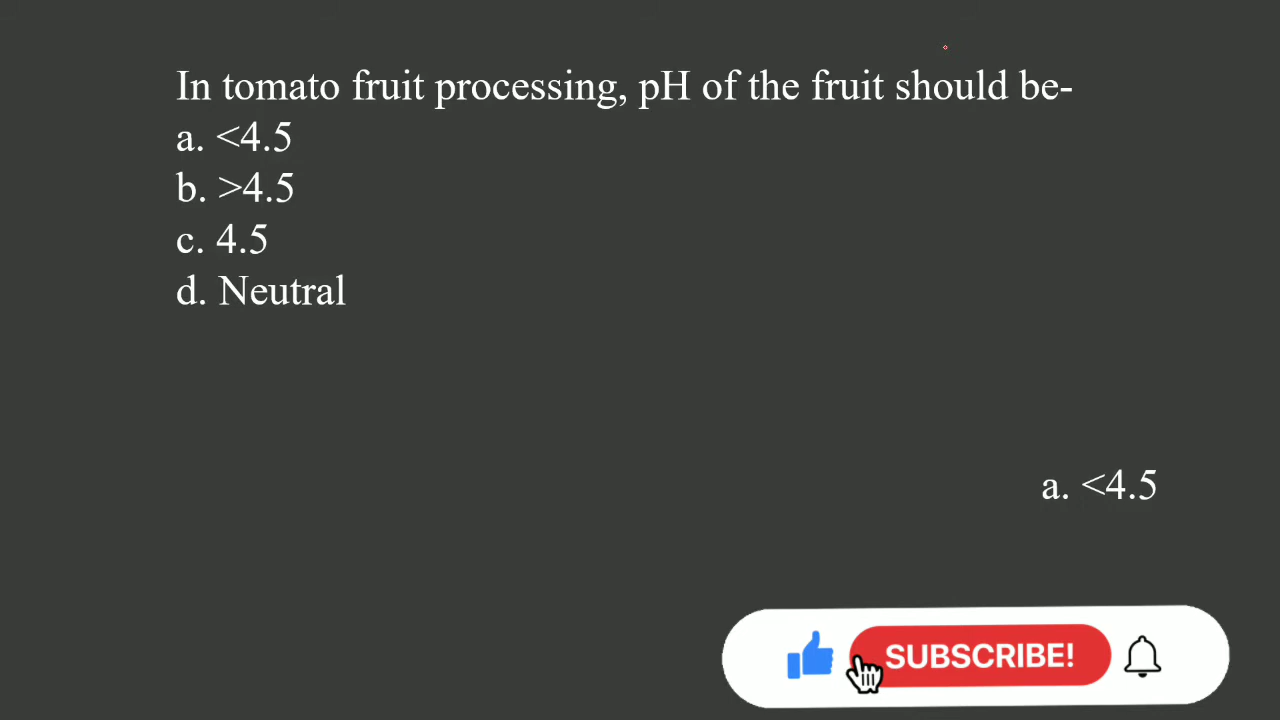 In tomato fruit processing, pH of the fruit should be-
a. <4.5
b. >4.5
c. 4.5
d. Neutral
a. <4.5
SUBSCRIBE!